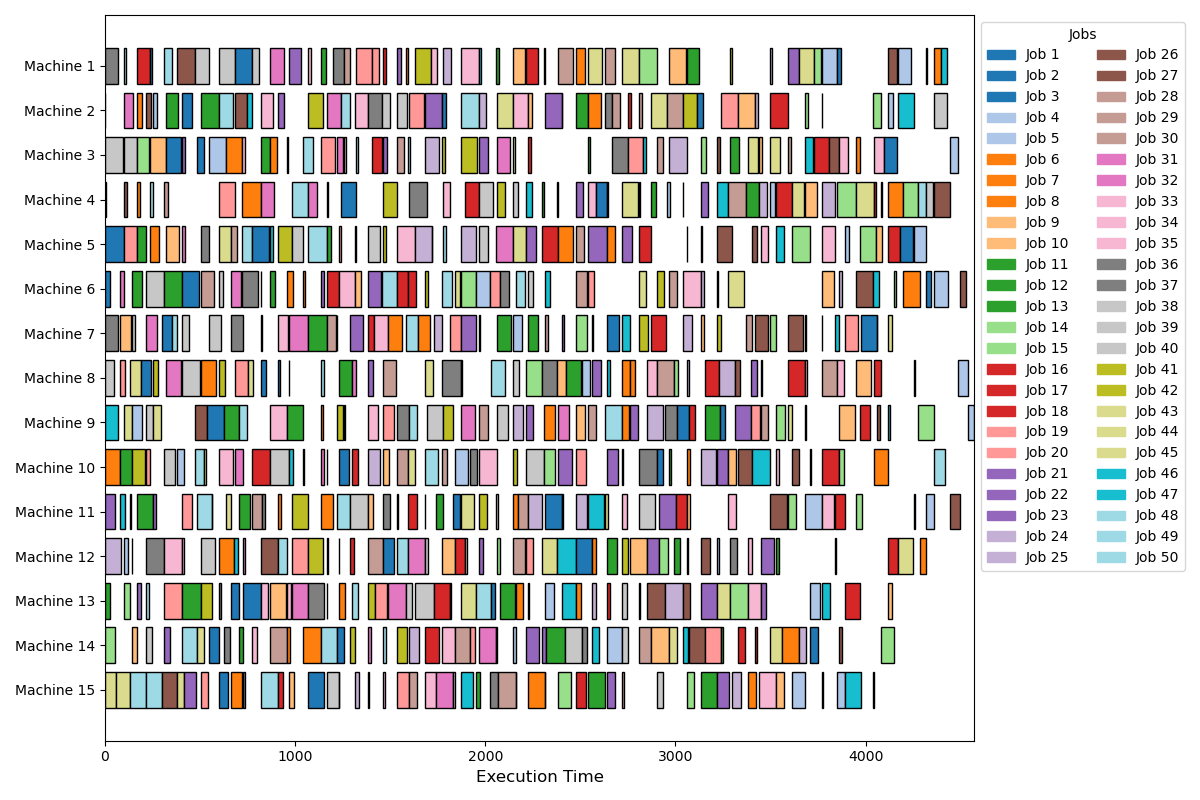 Machine 1
Machine 2
Machine 3
Machine 4
Machine 5
Machine 6
Machine 7
Machine 8
Machine 9
Machine 10
Machine 11
Machine 12
Machine 13
Machine 14
Machine 15
0 1000 2000 3000 4000
Execution Time
Jobs
Job 1 Job 26
Job 2 Job 27
Job 3 Job 28
Job 4 Job 29
Job 5 Job 30
Job 6 Job 31
Job 7 Job 32
Job 8 Job 33
Job 9 Job 34
Job 10 Job 35
Job 11 Job 36
Job 12 Job 37
Job 13 Job 38
Job 14 Job 39
Job 15 Job 40
Job 16 Job 41
Job 17 Job 42
Job 18 Job 43
Job 19 Job 44
Job 20 Job 45
Job 21 Job 46
Job 22 Job 47
Job 23 Job 48
Job 24 Job 49
Job 25 Job 50